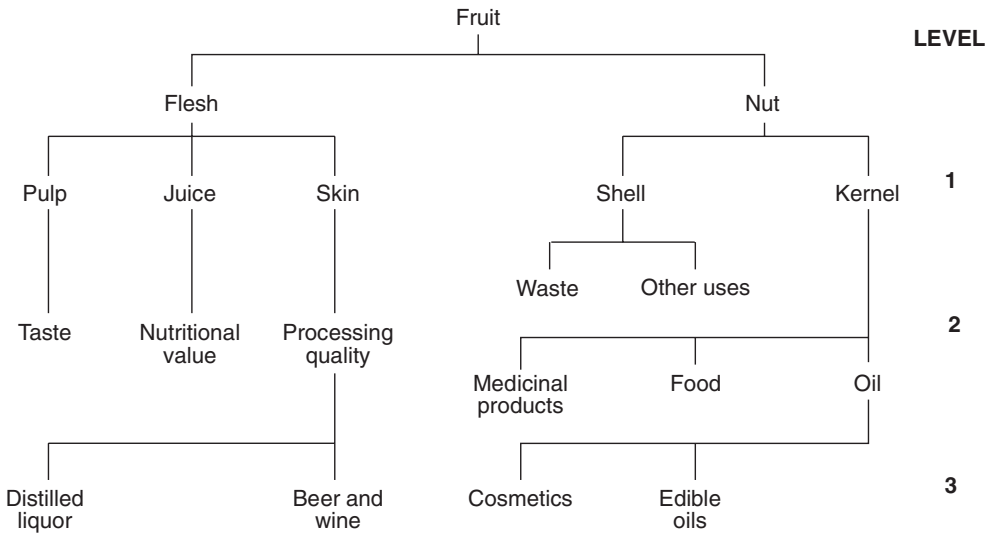 Fruit
LEVEL
Flesh
Nut
Pulp
Juice
Skin
Shell
Kernel
1
Waste
Other uses
Taste
Nutritional
value
Processing
quality
2
Medicinal
products
Food
Oil
Distilled
liquor
Beer and
wine
Cosmetics
Edible
oils
3